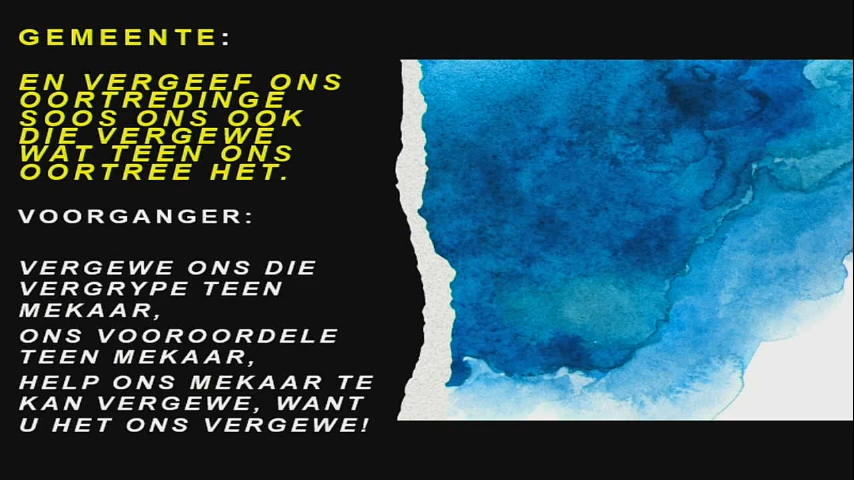 GEMEENTE:
EN VERGEEF ONS
OORTREDINGE
SOOS ONS OOK
DIE VERGEWE
WAT TEEN ONS
OORTREE HET.
VOORGANGER:
VERGEWE ONS DIE
VERGRYPE TEEN
MEKAAR,
ONS VOOROORDELE
TEEN MEKAAR,
HELP ONS MEKAAR TE
KAN VERGEWE, WANT
U HET ONS VERGEWE!